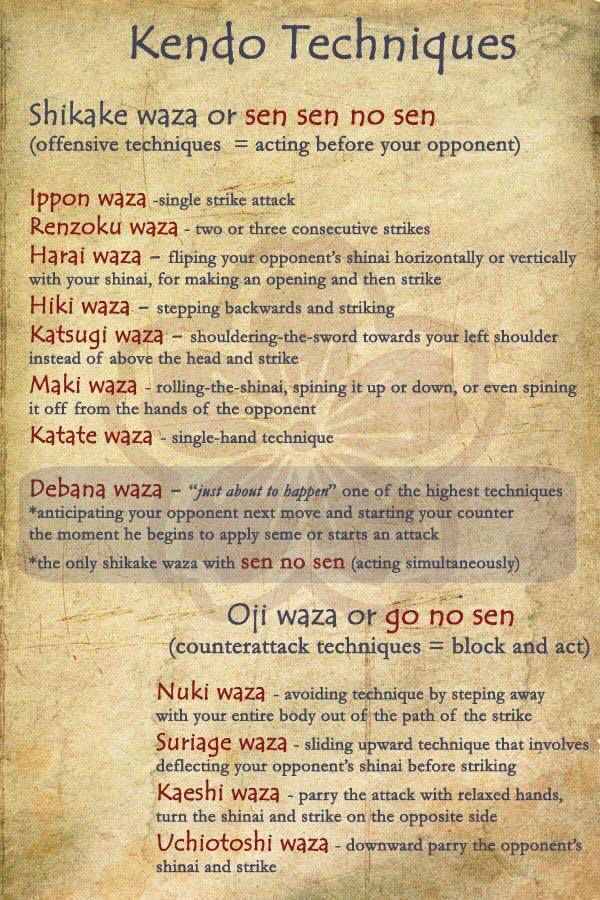 Kendo Techniques
Shikake waza or sen sen no sen
(offensive techniques = acting before your opponent)
Ippon waza -single strike attack
Renzoku waza - two or three consecutive strikes
Harai waza – fliping your opponent's shinai horizontally or vertically
with your shinai, for making an opening and then strike
Hiki waza – stepping backwards and striking
Katsugi waza – shouldering-the-sword towards your left shoulder
instead of above the head and strike
Maki waza - rolling-the-shinai, spining it up or down, or even spining
it off from the hands of the opponent
Katate waza - single-hand technique
Debana waza – "just about to happen" one of the highest techniques
*anticipating your opponent next move and starting your counter
the moment he begins to apply seme or starts an attack
*the only shikake waza with sen no sen (acting simultaneously)
Oji waza or go no sen
(counterattack techniques = block and act)
Nuki waza - avoiding technique by steping away
with your entire body out of the path of the strike
Suriage waza - sliding upward technique that involves
deflecting your opponent's shinai before striking
Kaeshi waza - parry the attack with relaxed hands,
turn the shinai and strike on the opposite side
Uchiotoshi waza - downward parry the opponent's
shinai and strike